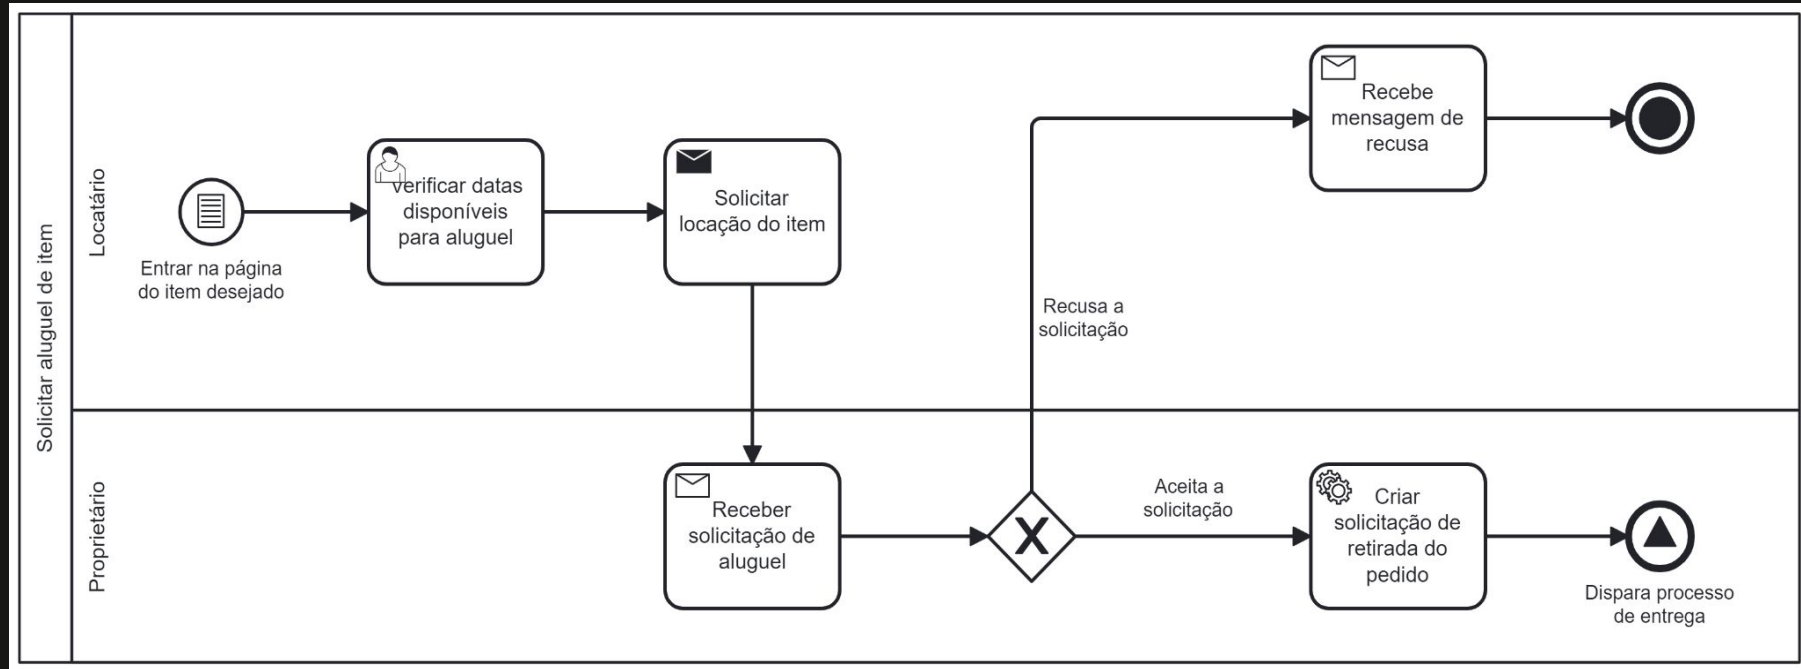 Solicitar aluguel de item
Locatário
Entrar na página
do item desejado
verificar datas
disponíveis
para aluguel
Solicitar
locação do item
Recusa a
solicitação
Recebe
mensagem de
recusa
Proprietário
Receber
solicitação de
aluguel
X
Aceita a
solicitação
Criar
solicitação de
retirada do
pedido
Dispara processo
de entrega